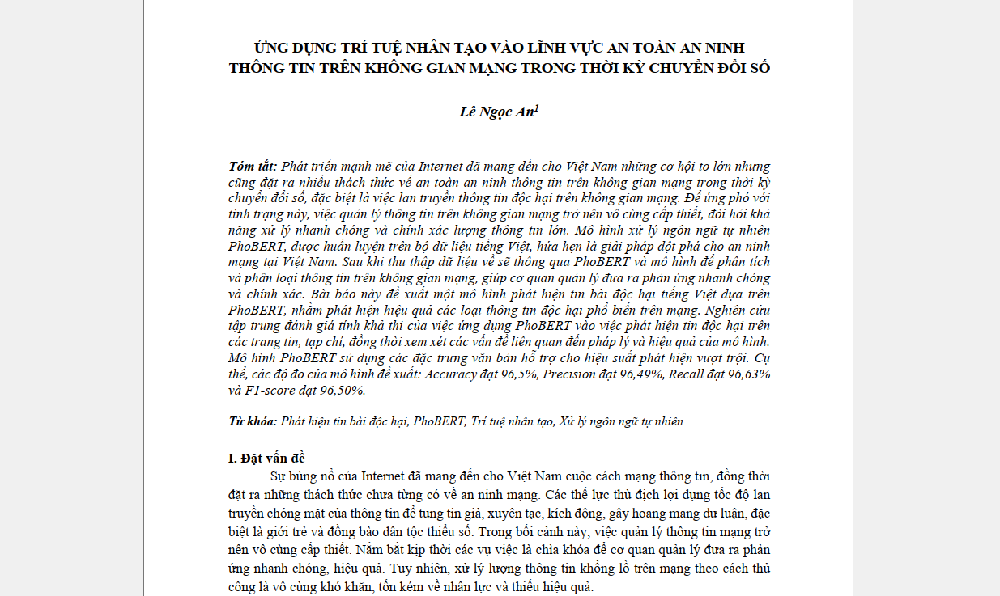 ỨNG DỤNG TRÍ TUỆ NHÂN TẠO VÀO LĨNH VỰC AN TOÀN AN NINH
THÔNG TIN TRÊN KHÔNG GIAN MẠNG TRONG THỜI KỲ CHUYỂN ĐỔI SỐ
Lê Ngọc An1
Tóm tắt: Phát triển mạnh mẽ của Internet đã mang đến cho Việt Nam những cơ hội to lớn nhưng
cũng đặt ra nhiều thách thức về an toàn an ninh thông tin trên không gian mạng trong thời kỳ
chuyển đổi số, đặc biệt là việc lan truyền thông tin độc hại trên không gian mạng. Để ứng phó với
tình trạng này, việc quản lý thông tin trên không gian mạng trở nên vô cùng cấp thiết, đòi hỏi khả
năng xử lý nhanh chóng và chính xác lượng thông tin lớn. Mô hình xử lý ngôn ngữ tự nhiên
PhoBERT, được huấn luyện trên bộ dữ liệu tiếng Việt, hứa hẹn là giải pháp đột phá cho an ninh
mạng tại Việt Nam. Sau khi thu thập dữ liệu về sẽ thông qua PhoBERT và mô hình để phân tích
và phân loại thông tin trên không gian mạng, giúp cơ quan quản lý đưa ra phản ứng nhanh chóng
và chính xác. Bài báo này đề xuất một mô hình phát hiện tin bài độc hại tiếng Việt dựa trên
PhoBERT, nhằm phát hiện hiệu quả các loại thông tin độc hại phổ biến trên mạng. Nghiên cứu
tập trung đánh giá tính khả thi của việc ứng dụng PhoBERT vào việc phát hiện tin độc hại trên
các trang tin, tạp chí, đồng thời xem xét các vấn đề liên quan đến pháp lý và hiệu quả của mô hình.
Mô hình PhoBERT sử dụng các đặc trưng văn bản hỗ trợ cho hiệu suất phát hiện vượt trội. Cụ
thể, các độ đo của mô hình đề xuất: Accuracy đạt 96,5%, Precision đạt 96,49%, Recall đạt 96,63%
và F1-score đạt 96,50%.
Từ khóa: Phát hiện tin bài độc hại, PhoBERT, Trí tuệ nhân tạo, Xử lý ngôn ngữ tự nhiên
I. Đặt vấn đề
Sự bùng nổ của Internet đã mang đến cho Việt Nam cuộc cách mạng thông tin, đồng thời
đặt ra những thách thức chưa từng có về an ninh mạng. Các thế lực thù địch lợi dụng tốc độ lan
truyền chóng mặt của thông tin để tung tin giả, xuyên tạc, kích động, gây hoang mang dư luận, đặc
biệt là giới trẻ và đồng bào dân tộc thiểu số. Trong bối cảnh này, việc quản lý thông tin mạng trở
nên vô cùng cấp thiết. Nắm bắt kịp thời các vụ việc là chìa khóa để cơ quan quản lý đưa ra phản
ứng nhanh chóng, hiệu quả. Tuy nhiên, xử lý lượng thông tin khổng lồ trên mạng theo cách thủ
công là vô cùng khó khăn, tốn kém về nhân lực và thiếu hiệu quả.